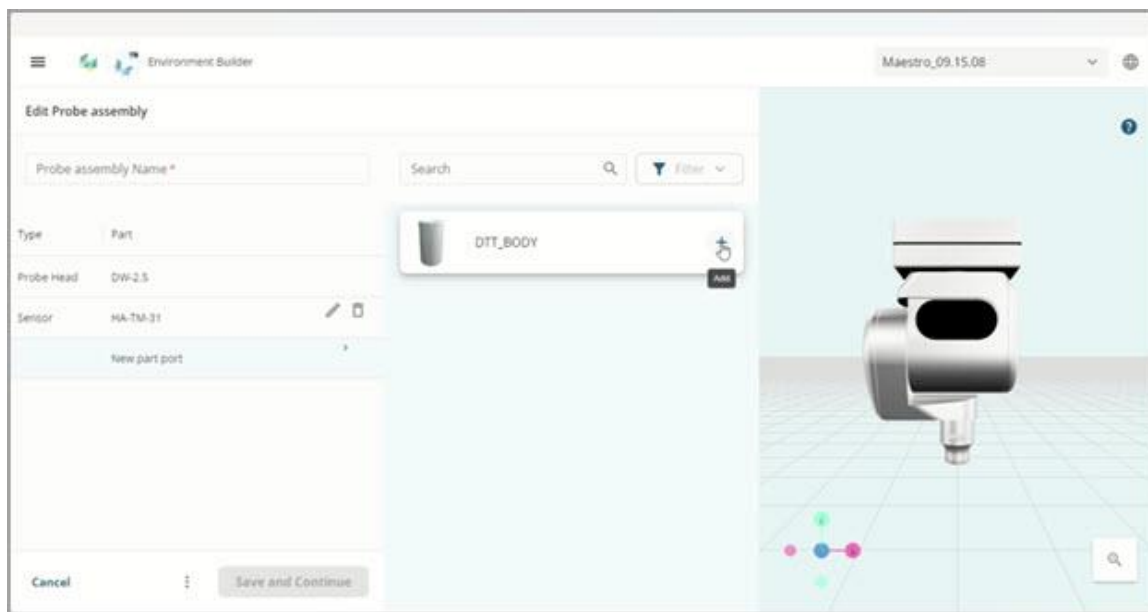 Environment Builder
Maestro_09.15.08
Edit Probe assembly
Probe assembly Name *
Search
Filter
Type Part
DTT_BODY
Add
Probe Head DW-2.5
Sensor HA-TM-31
New part port
Cancel
Save and Continue